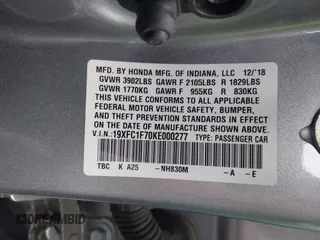 MFD. BY HONDA MFG. OF INDIANA, LLC 12/'18
GVWR 3902LBS GAWR F 2105LBS R 1829LBS
GVWR 1770KG GAWR F 955KG R 830KG
THIS VEHICLE CONFORMS TO ALL APPLICABLE
FEDERAL MOTOR VEHICLE SAFETY, BUMPER,
AND THEFT PREVENTION STANDARDS IN
EFFECT ON THE DATE OF MANUFACTURE
SHOWN ABOVE.
V.I.N.: 19XFC1F70KE000277 TYPE: PASSENGER CAR
TBC K A25 -NH830M -A -E
DREAMBID